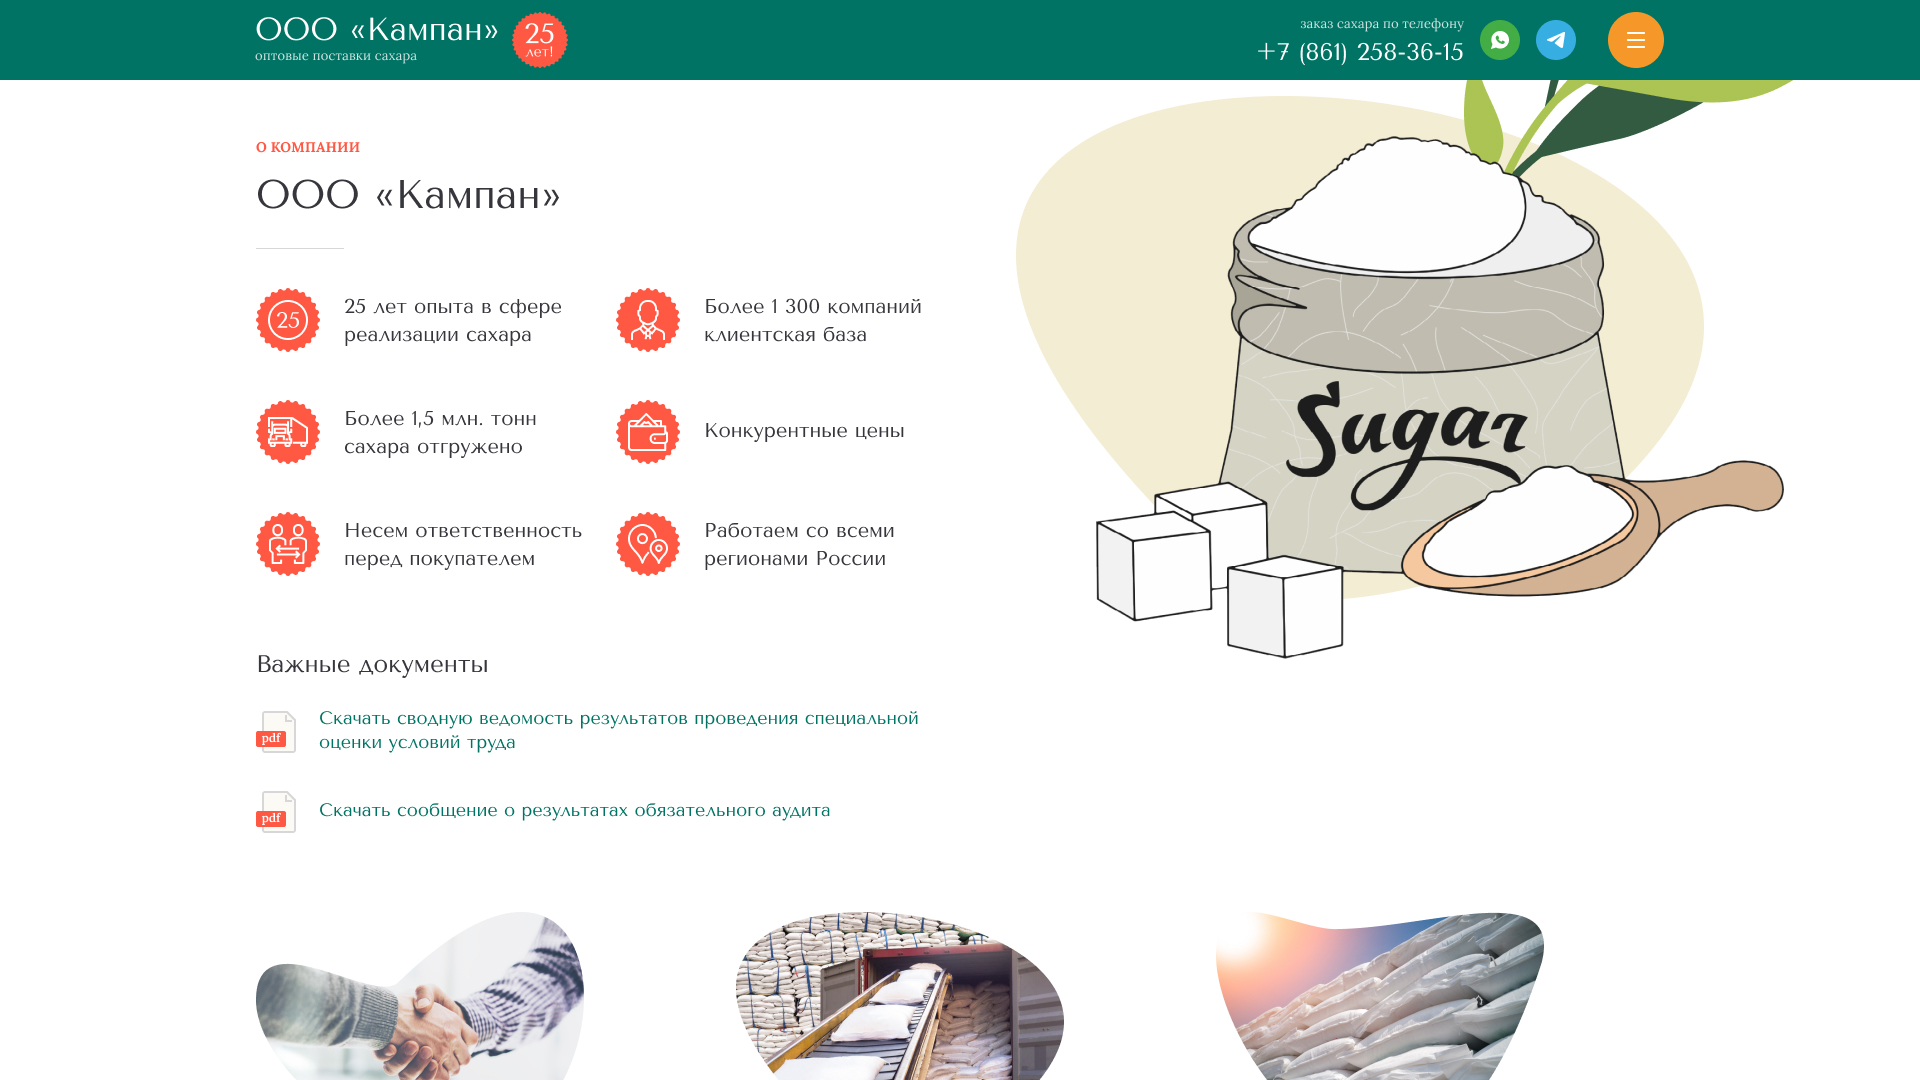 ООО «Кампан»
оптовые поставки сахара
25
лет!
заказ сахара по телефону
+7 (861) 258-36-15
О КОМПАНИИ
ООО «Кампан»
25
25 лет опыта в сфере
реализации сахара
Более 1 300 компаний
клиентская база
Более 1,5 млн. тонн
сахара отгружено
Конкурентные цены
Несем ответственность
перед покупателем
Работаем со всеми
регионами России
Sugar
Важные документы
pdf
Скачать сводную ведомость результатов проведения специальной
оценки условий труда
pdf
Скачать сообщение о результатах обязательного аудита